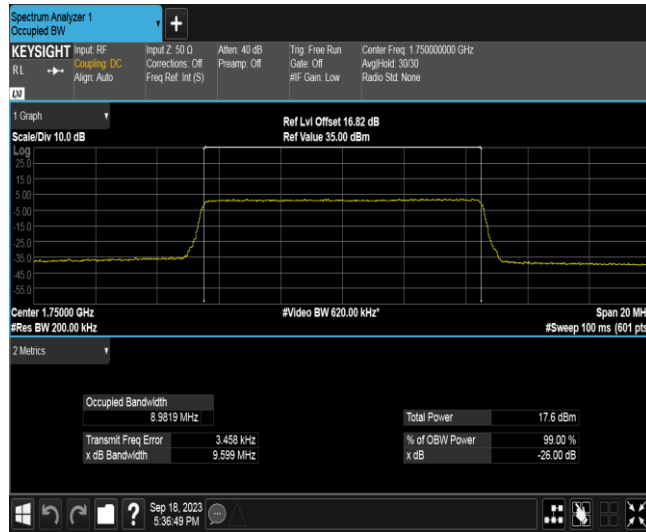 Spectrum Analyzer 1
Occupied BW
+
KEYSIGHT
RL
LXI
Input: RF
Coupling: DC
Align: Auto
Input Z: 50 Ω
Corrections: Off
Freq Ref: Int (S)
Atten: 40 dB
Preamp: Off
Trig: Free Run
Gate: Off
#IF Gain: Low
Center Freq: 1.750000000 GHz
Avg|Hold: 30/30
Radio Std: None
1 Graph
Scale/Div 10.0 dB
Ref Lvl Offset 16.82 dB
Ref Value 35.00 dBm
Log
25.0
15.0
5.00
-5.00
-15.0
-25.0
-35.0
-45.0
-55.0
Center 1.75000 GHz
#Res BW 200.00 kHz
#Video BW 620.00 kHz*
Span 20 MH
#Sweep 100 ms (601 pts
2 Metrics
Occupied Bandwidth
8.9819 MHz
Transmit Freq Error 3.458 kHz
x dB Bandwidth 9.599 MHz
Total Power 17.6 dBm
% of OBW Power 99.00 %
x dB -26.00 dB
?
Sep 18, 2023
5:36:49 PM